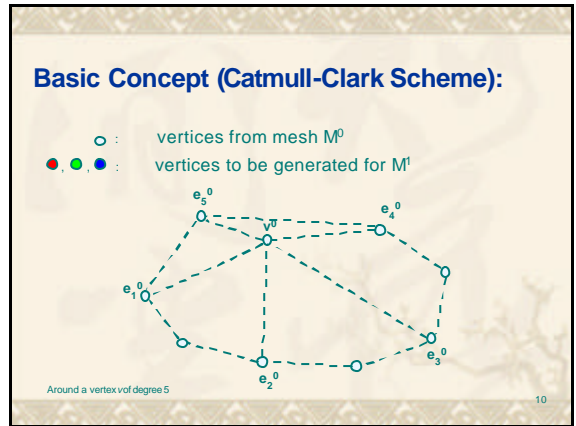 Basic Concept (Catmull-Clark Scheme):
: vertices from mesh M⁰
, , : vertices to be generated for M¹
e₅⁰
e₄⁰
v⁰
e₁⁰
e₃⁰
e₂⁰
Around a vertex v of degree 5
10